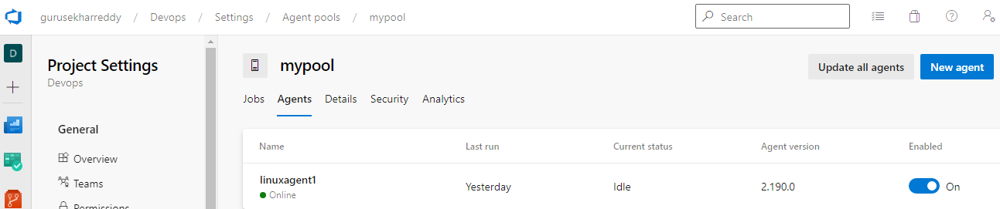 gurusekharreddy / Devops / Settings / Agent pools / mypool
Search
D
Project Settings
Devops
General
Overview
Teams
Permissions
mypool
Update all agents
New agent
Jobs Agents Details Security Analytics
Name Last run Current status Agent version Enabled
linuxagent1
Online
Yesterday Idle 2.190.0 On